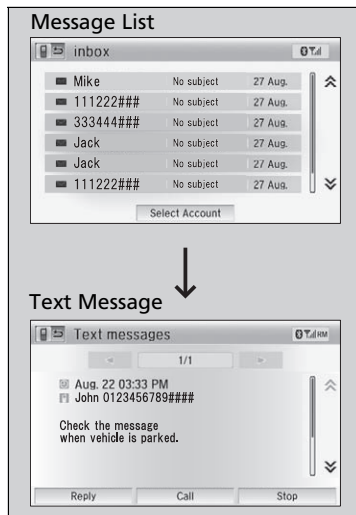 Message List
inbox
Mike No subject 27 Aug.
111222### No subject 27 Aug.
333444### No subject 27 Aug.
Jack No subject 27 Aug.
Jack No subject 27 Aug.
111222### No subject 27 Aug.
Select Account
Text Message
Text messages RM
1/1
Aug. 22 03:33 PM
John 0123456789####
Check the message
when vehicle is parked.
Reply Call Stop